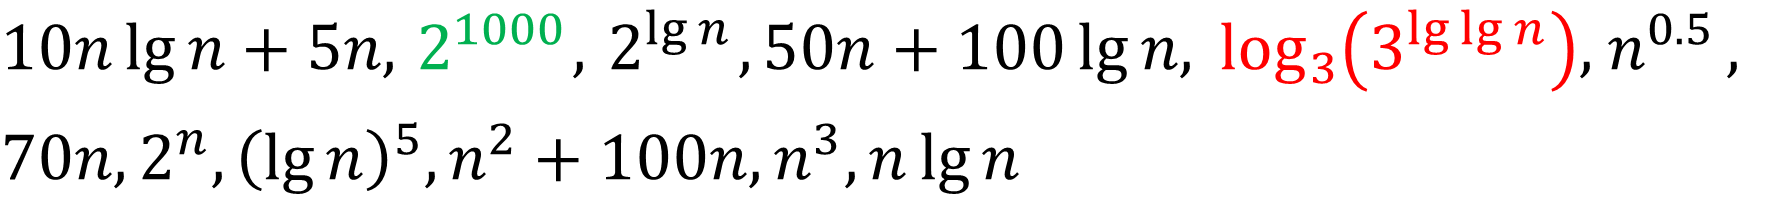 10n lg n + 5n, 2^1000, 2^(lg n), 50n + 100 lg n, log₃(3^(lg lg n)), n^0.5,
70n, 2^n, (lg n)^5, n^2 + 100n, n^3, n lg n